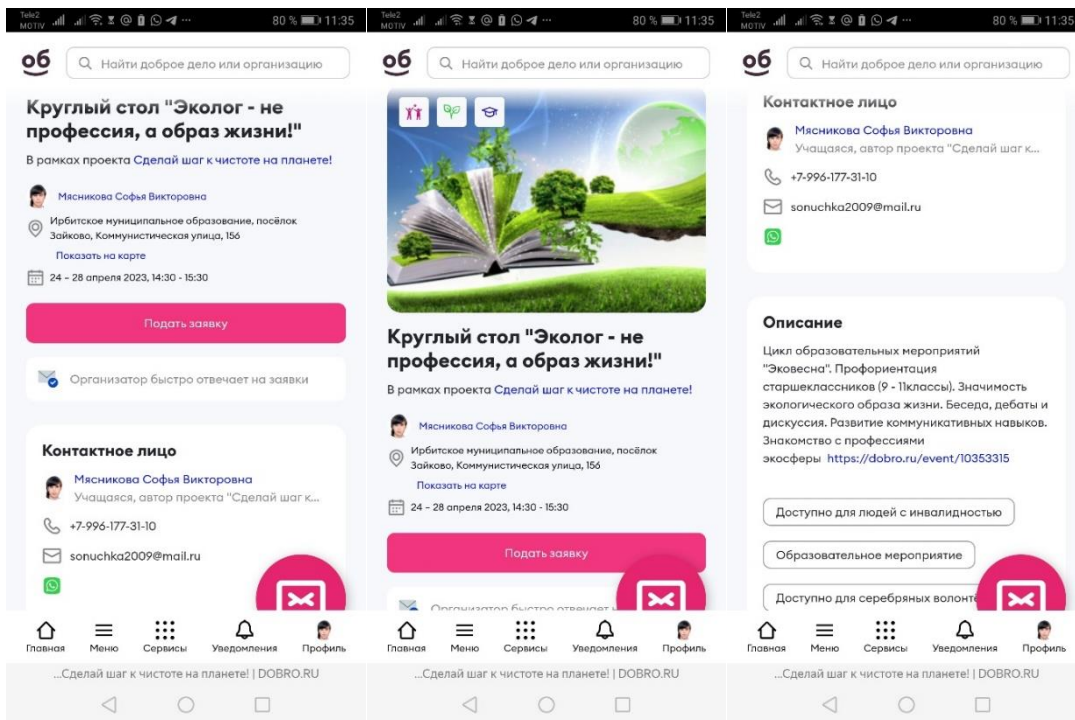 Tele2
MOTIV
80 % 11:35
об
Найти доброе дело или организацию
Круглый стол "Эколог - не
профессия, а образ жизни!"
В рамках проекта Сделай шаг к чистоте на планете!
Мясникова Софья Викторовна
Ирбитское муниципальное образование, посёлок
Зайково, Коммунистическая улица, 156
Показать на карте
24 – 28 апреля 2023, 14:30 - 15:30
Подать заявку
Организатор быстро отвечает на заявки
Контактное лицо
Мясникова Софья Викторовна
Учащаяся, автор проекта "Сделай шаг к...
+7-996-177-31-10
sonuchka2009@mail.ru
Главная Меню Сервисы Уведомления Профиль
...Сделай шаг к чистоте на планете! | DOBRO.RU
Tele2
MOTIV
80 % 11:35
об
Найти доброе дело или организацию
Круглый стол "Эколог - не
профессия, а образ жизни!"
В рамках проекта Сделай шаг к чистоте на планете!
Мясникова Софья Викторовна
Ирбитское муниципальное образование, посёлок
Зайково, Коммунистическая улица, 156
Показать на карте
24 – 28 апреля 2023, 14:30 - 15:30
Подать заявку
Организатор быстро отвечает
Главная Меню Сервисы Уведомления Профиль
...Сделай шаг к чистоте на планете! | DOBRO.RU
Tele2
MOTIV
80 % 11:35
об
Найти доброе дело или организацию
Контактное лицо
Мясникова Софья Викторовна
Учащаяся, автор проекта "Сделай шаг к...
+7-996-177-31-10
sonuchka2009@mail.ru
Описание
Цикл образовательных мероприятий
"Эковесна". Профориентация
старшеклассников (9 - 11классы). Значимость
экологического образа жизни. Беседа, дебаты и
дискуссия. Развитие коммуникативных навыков.
Знакомство с профессиями
экосферы https://dobro.ru/event/10353315
Доступно для людей с инвалидностью
Образовательное мероприятие
Доступно для серебряных волонте
Главная Меню Сервисы Уведомления Профиль
...Сделай шаг к чистоте на планете! | DOBRO.RU